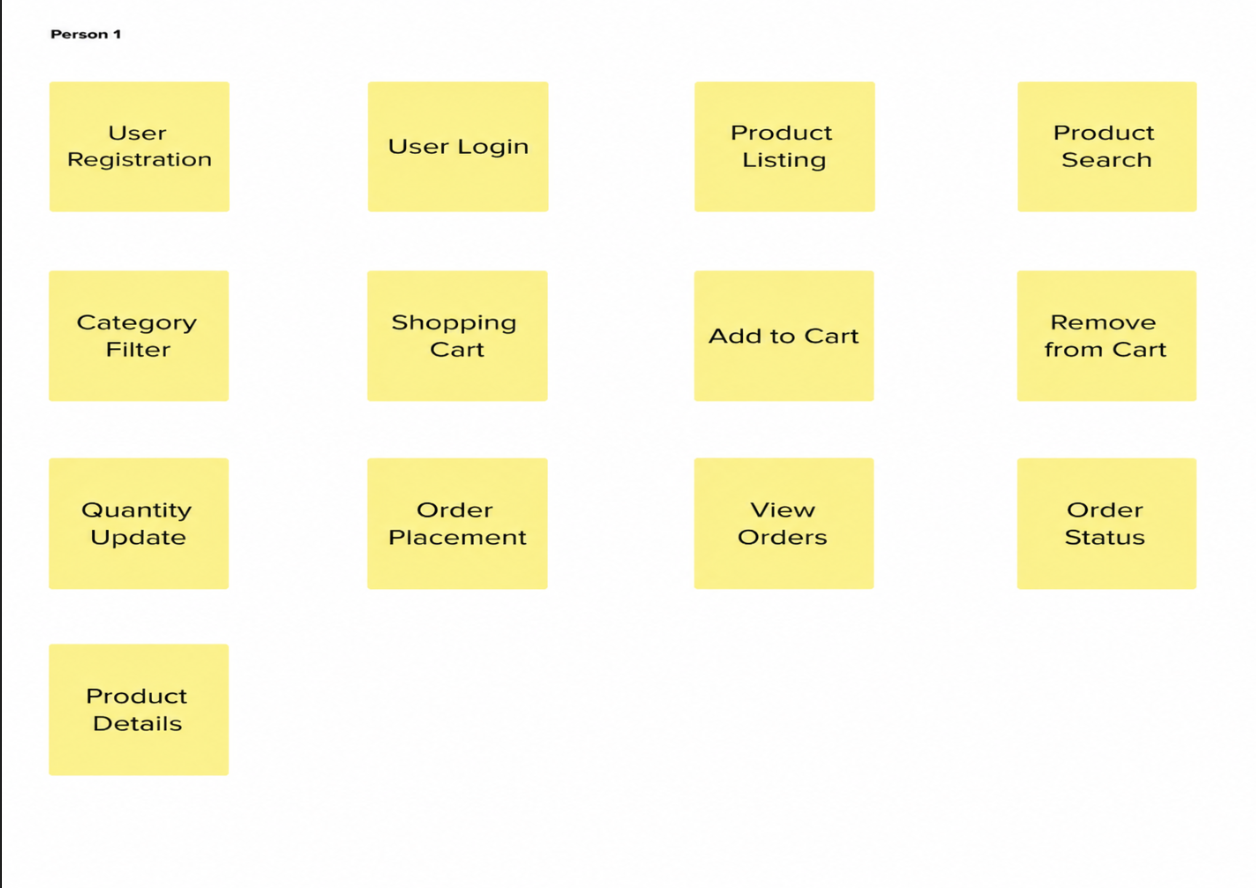 Person 1
User
Registration
User Login
Product
Listing
Product
Search
Category
Filter
Shopping
Cart
Add to Cart
Remove
from Cart
Quantity
Update
Order
Placement
View
Orders
Order
Status
Product
Details